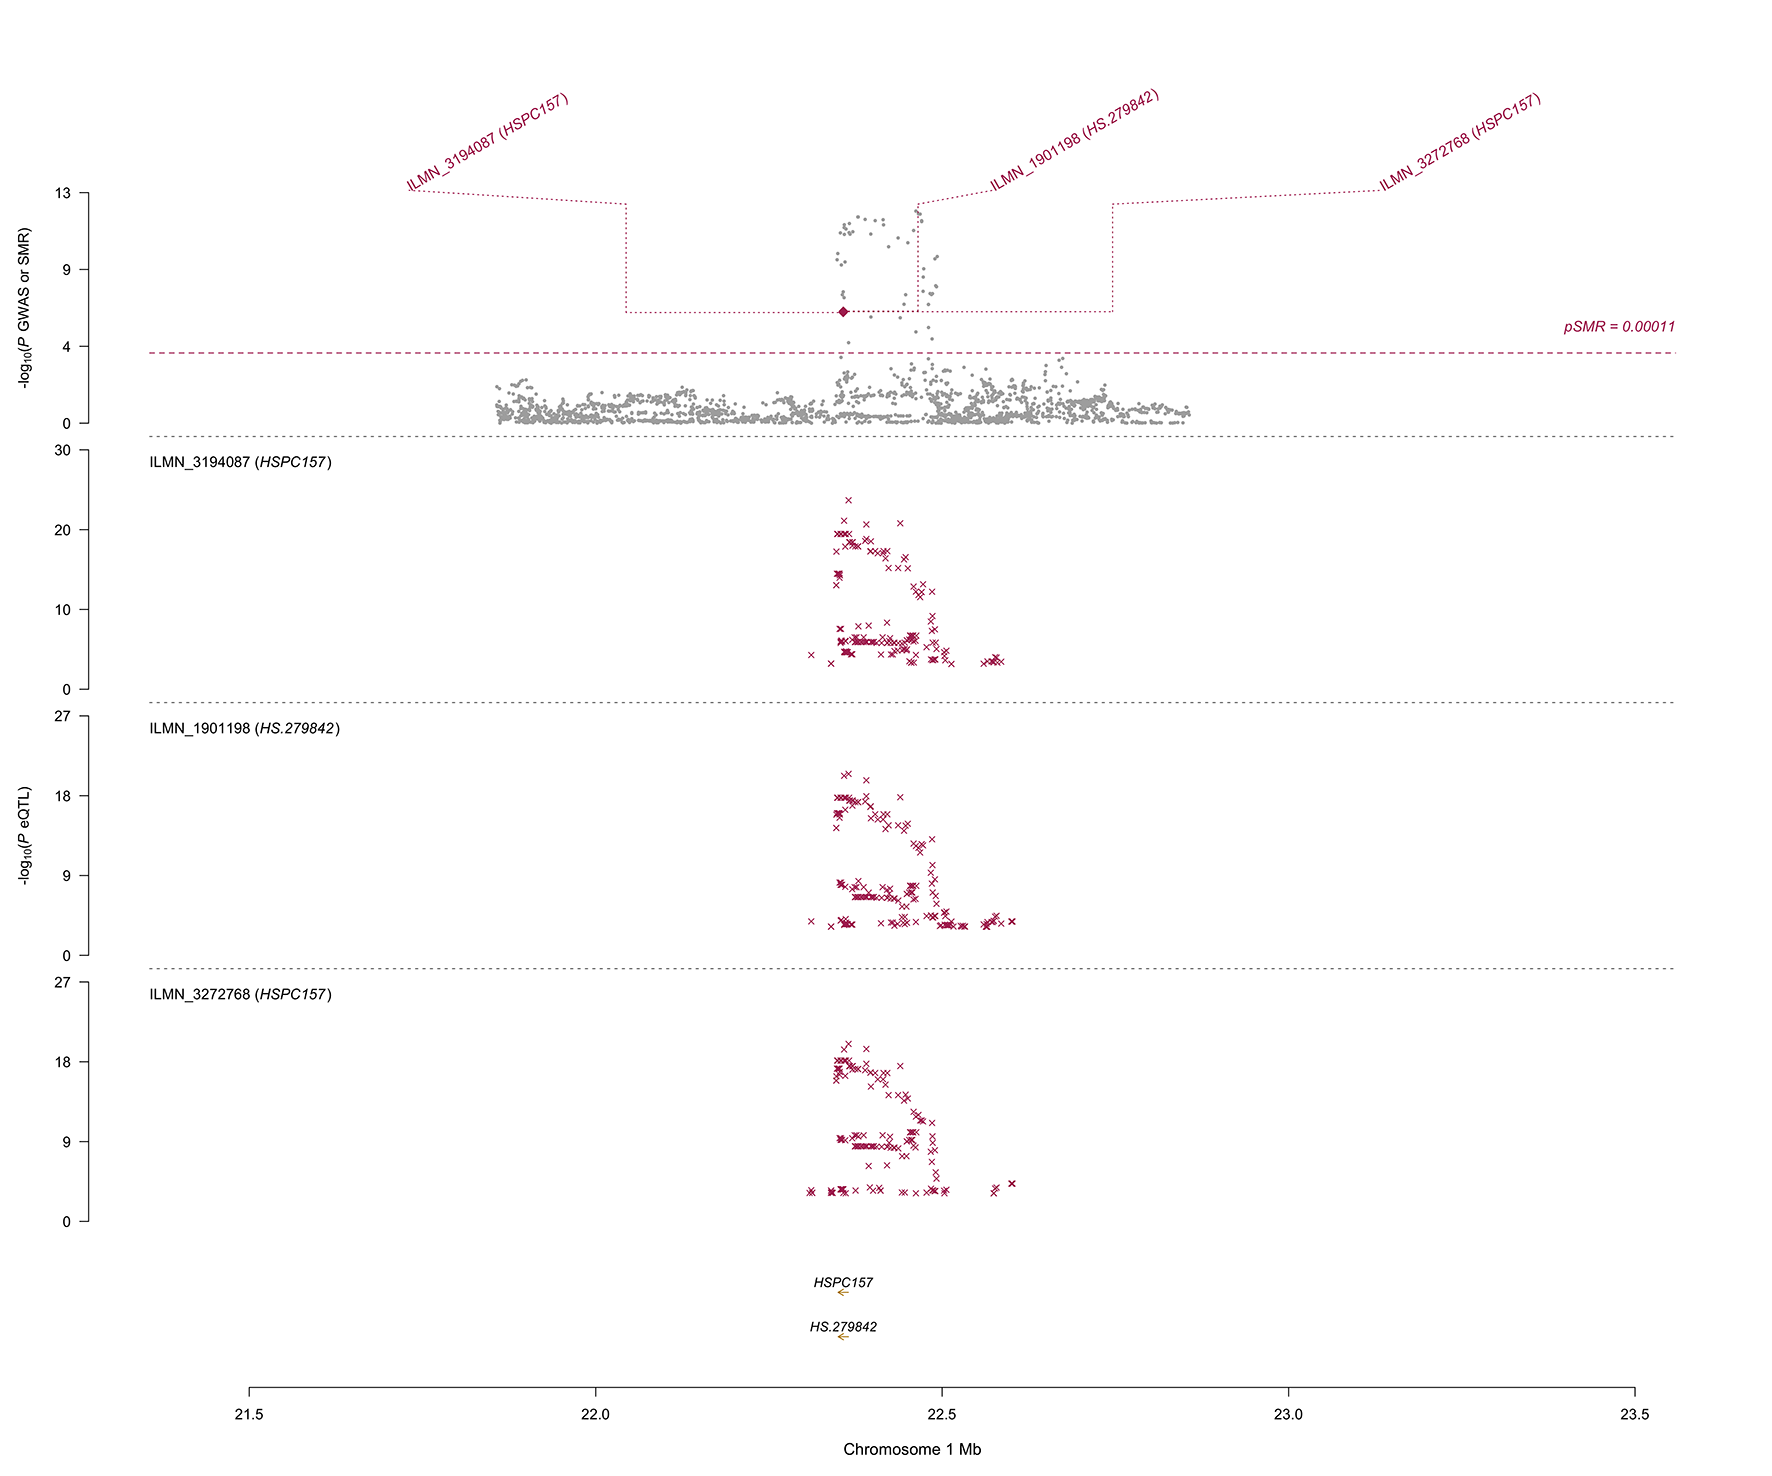 ILMN_3194087 (HSPC157)
ILMN_1901198 (HS.279842)
ILMN_3272768 (HSPC157)
-log10(P GWAS or SMR)
13
9
4
0
pSMR = 0.00011
ILMN_3194087 (HSPC157)
30
20
10
0
ILMN_1901198 (HS.279842)
-log10(P eQTL)
27
18
9
0
ILMN_3272768 (HSPC157)
27
18
9
0
HSPC157
HS.279842
21.5 22.0 22.5 23.0 23.5
Chromosome 1 Mb